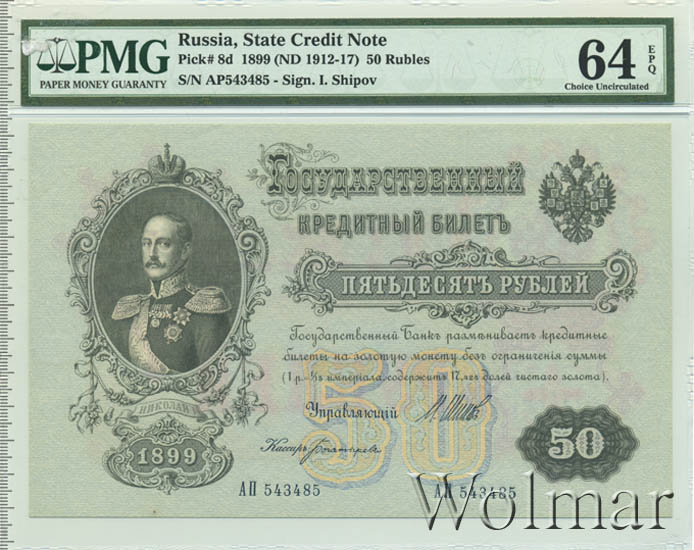 PMG
PAPER MONEY GUARANTY
Russia, State Credit Note
Pick# 8d 1899 (ND 1912-17) 50 Rubles
S/N AP543485 - Sign. I. Shipov
64 EPQ
Choice Uncirculated
Государственный
КРЕДИТНЫЙ БИЛЕТЪ
ПЯТЬДЕСЯТЪ РУБЛЕЙ
Государственный Банкъ размѣниваетъ кредитные
билеты на золотую монету безъ ограниченія суммы
(1 р.= 1/15 имперіала, содержитъ 17,424 долей чистаго золота).
Управляющій
Кассиръ
НИКОЛАЙ I
1899
50
50
АП 543485
АП 543485
Wolmar